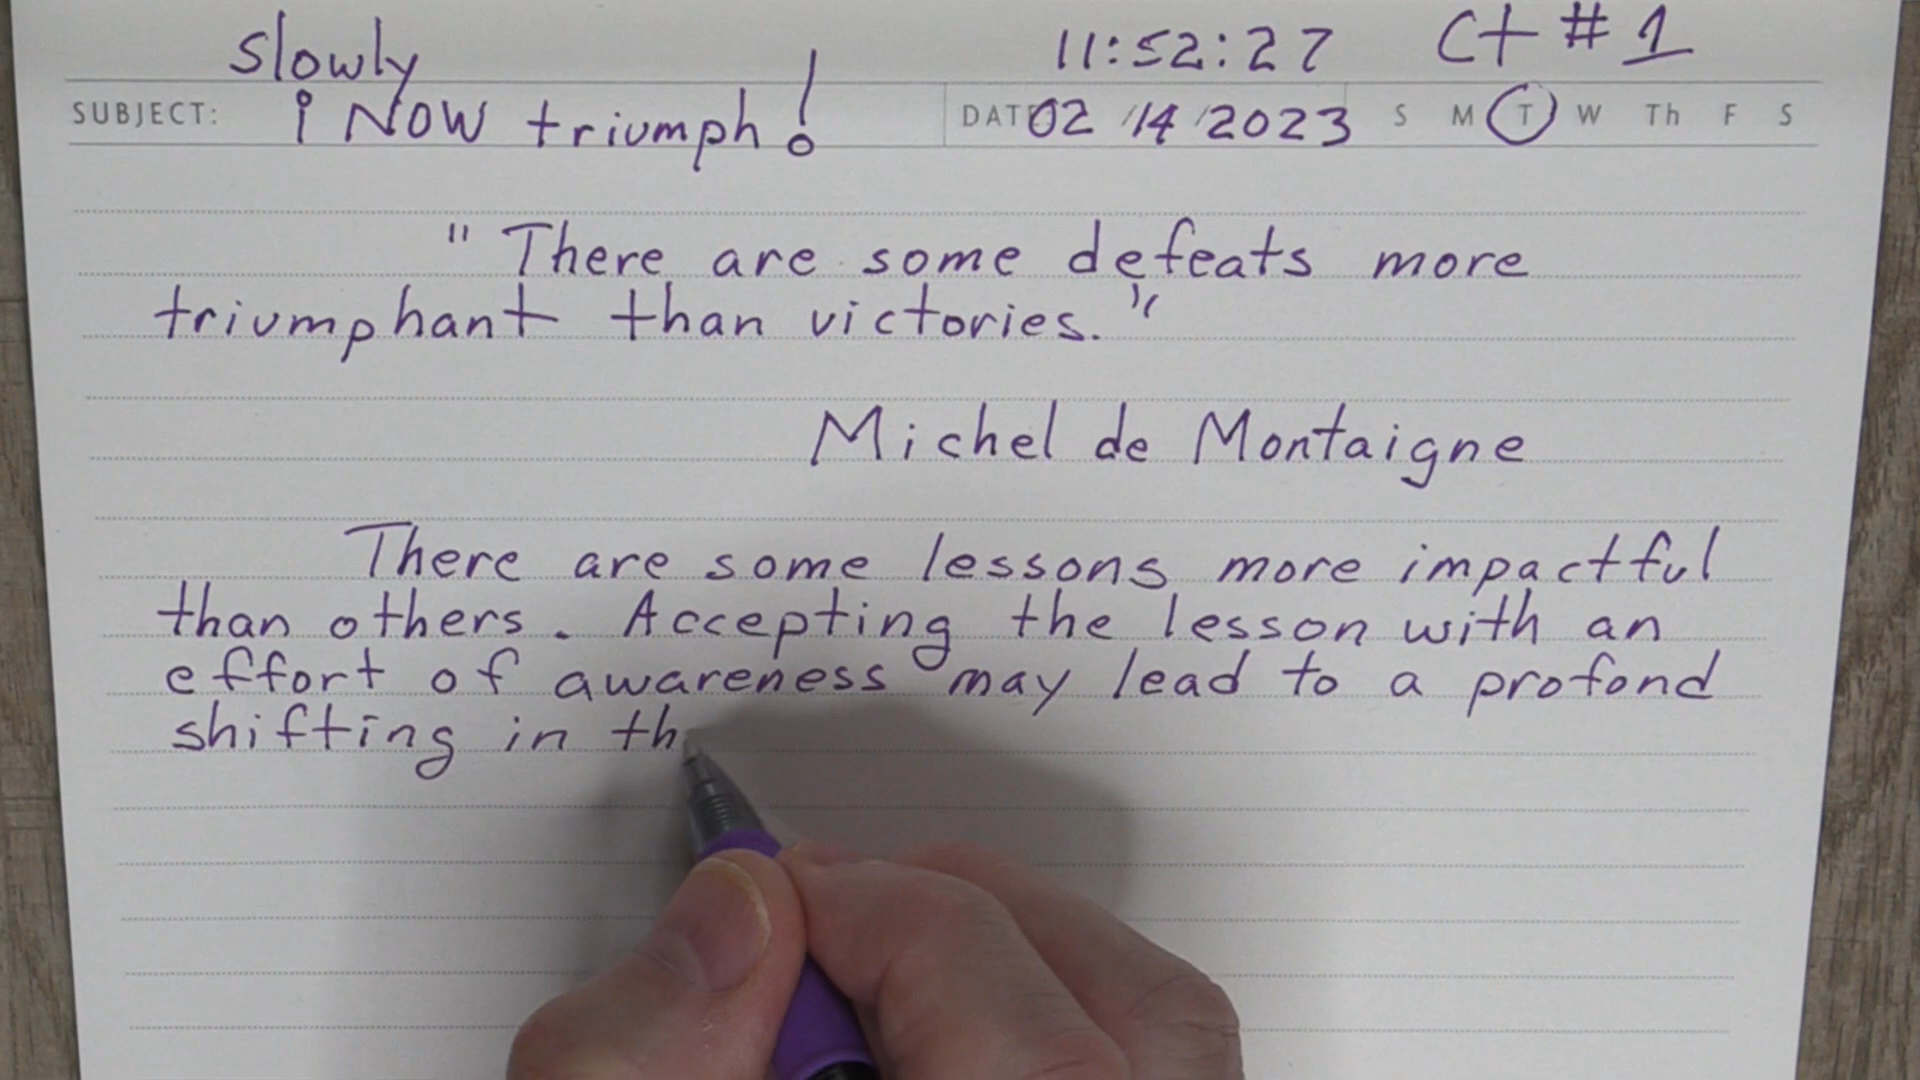 slowly 11:52:27 Ct # 1
SUBJECT: i NOW triumph! DATE 02/14/2023 S M T W Th F S
"There are some defeats more
triumphant than victories."
Michel de Montaigne
There are some lessons more impactful
than others. Accepting the lesson with an
effort of awareness may lead to a profond
shifting in th